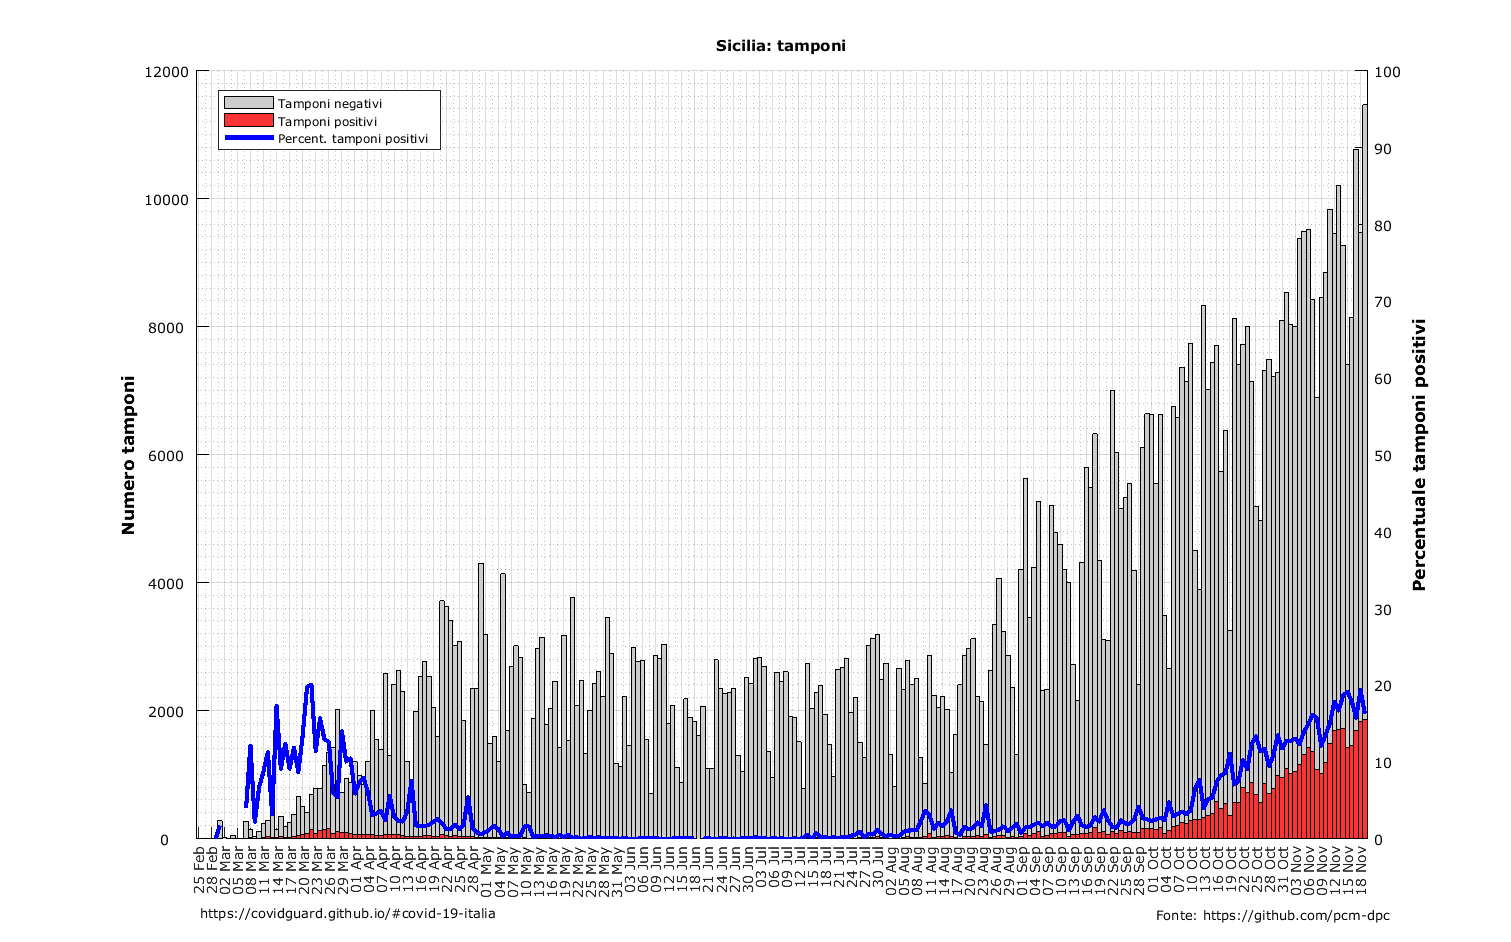 Sicilia: tamponi
Tamponi negativi
Tamponi positivi
Percent. tamponi positivi
Numero tamponi
12000
10000
8000
6000
4000
2000
0
Percentuale tamponi positivi
100
90
80
70
60
50
40
30
20
10
0
25 Feb
28 Feb
02 Mar
05 Mar
08 Mar
11 Mar
14 Mar
17 Mar
20 Mar
23 Mar
26 Mar
29 Mar
01 Apr
04 Apr
07 Apr
10 Apr
13 Apr
16 Apr
19 Apr
22 Apr
25 Apr
28 Apr
01 May
04 May
07 May
10 May
13 May
16 May
19 May
22 May
25 May
28 May
31 May
03 Jun
06 Jun
09 Jun
12 Jun
15 Jun
18 Jun
21 Jun
24 Jun
27 Jun
30 Jun
03 Jul
06 Jul
09 Jul
12 Jul
15 Jul
18 Jul
21 Jul
24 Jul
27 Jul
30 Jul
02 Aug
05 Aug
08 Aug
11 Aug
14 Aug
17 Aug
20 Aug
23 Aug
26 Aug
29 Aug
01 Sep
04 Sep
07 Sep
10 Sep
13 Sep
16 Sep
19 Sep
22 Sep
25 Sep
28 Sep
01 Oct
04 Oct
07 Oct
10 Oct
13 Oct
16 Oct
19 Oct
22 Oct
25 Oct
28 Oct
31 Oct
03 Nov
06 Nov
09 Nov
12 Nov
15 Nov
18 Nov
https://covidguard.github.io/#covid-19-italia
Fonte: https://github.com/pcm-dpc